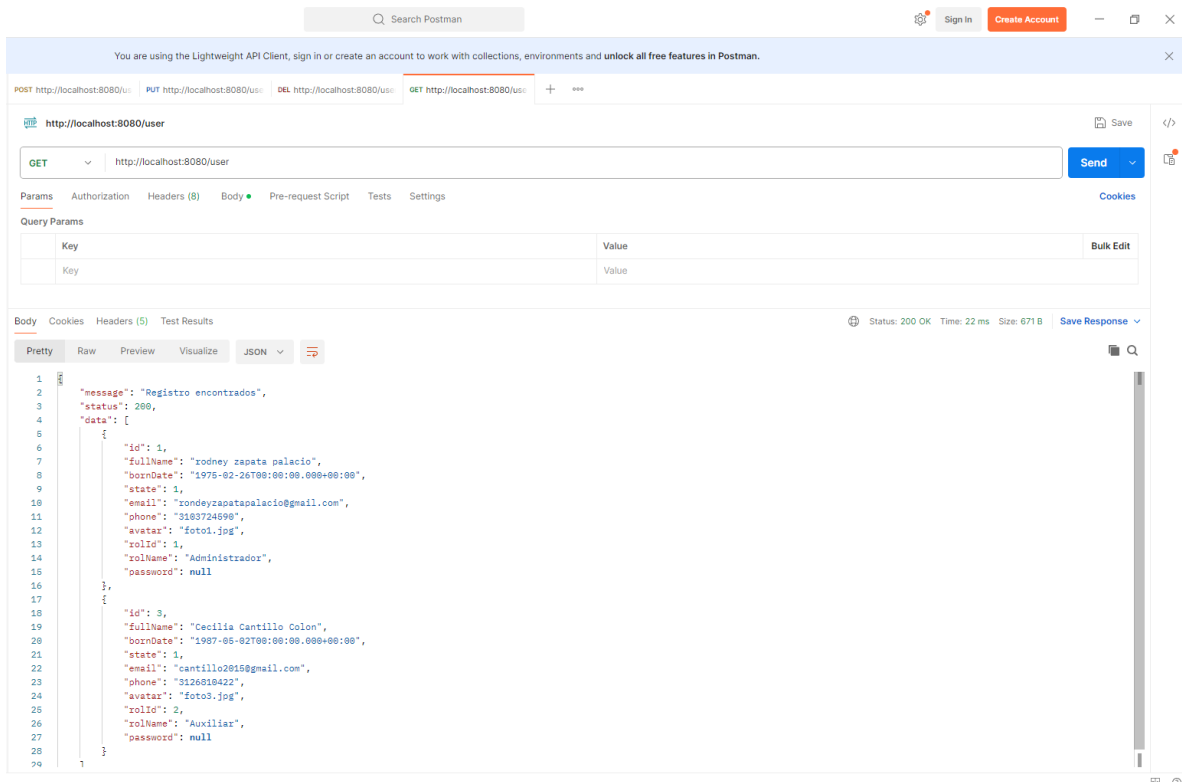 Search Postman
Sign In
Create Account
You are using the Lightweight API Client, sign in or create an account to work with collections, environments and unlock all free features in Postman.
POST http://localhost:8080/us
PUT http://localhost:8080/use
DEL http://localhost:8080/use
GET http://localhost:8080/use
HTTP http://localhost:8080/user
Save
GET http://localhost:8080/user
Send
Params Authorization Headers (8) Body Pre-request Script Tests Settings
Cookies
Query Params
Key Value Bulk Edit
Key Value
Body Cookies Headers (5) Test Results
Status: 200 OK Time: 22 ms Size: 671 B Save Response
Pretty Raw Preview Visualize JSON
1 {
2 "message": "Registro encontrados",
3 "status": 200,
4 "data": [
5 {
6 "id": 1,
7 "fullName": "rodney zapata palacio",
8 "bornDate": "1975-02-26T00:00:00.000+00:00",
9 "state": 1,
10 "email": "rondeyzapatapalacio@gmail.com",
11 "phone": "3103724590",
12 "avatar": "foto1.jpg",
13 "rolId": 1,
14 "rolName": "Administrador",
15 "password": null
16 },
17 {
18 "id": 3,
19 "fullName": "Cecilia Cantillo Colon",
20 "bornDate": "1987-05-02T00:00:00.000+00:00",
21 "state": 1,
22 "email": "cantillo2015@gmail.com",
23 "phone": "3126810422",
24 "avatar": "foto3.jpg",
25 "rolId": 2,
26 "rolName": "Auxiliar",
27 "password": null
28 }
29 ]